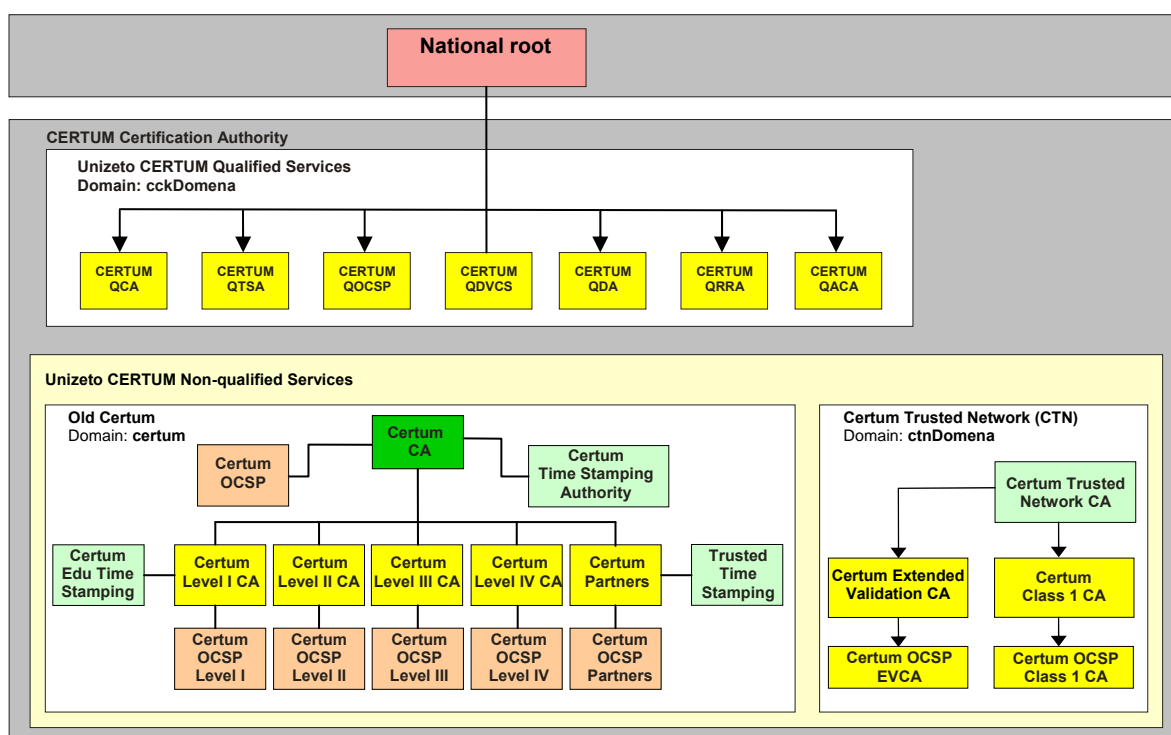 National root
CERTUM Certification Authority
Unizeto CERTUM Qualified Services
Domain: cckDomena
CERTUM
QCA
CERTUM
QTSA
CERTUM
QOCSP
CERTUM
QDVCS
CERTUM
QDA
CERTUM
QRRA
CERTUM
QACA
Unizeto CERTUM Non-qualified Services
Old Certum
Domain: certum
Certum
OCSP
Certum
CA
Certum
Time Stamping
Authority
Certum
Edu Time
Stamping
Certum
Level I CA
Certum
Level II CA
Certum
Level III CA
Certum
Level IV CA
Certum
Partners
Trusted
Time
Stamping
Certum
OCSP
Level I
Certum
OCSP
Level II
Certum
OCSP
Level III
Certum
OCSP
Level IV
Certum
OCSP
Partners
Certum Trusted Network (CTN)
Domain: ctnDomena
Certum Trusted
Network CA
Certum Extended
Validation CA
Certum
Class 1 CA
Certum OCSP
EVCA
Certum OCSP
Class 1 CA